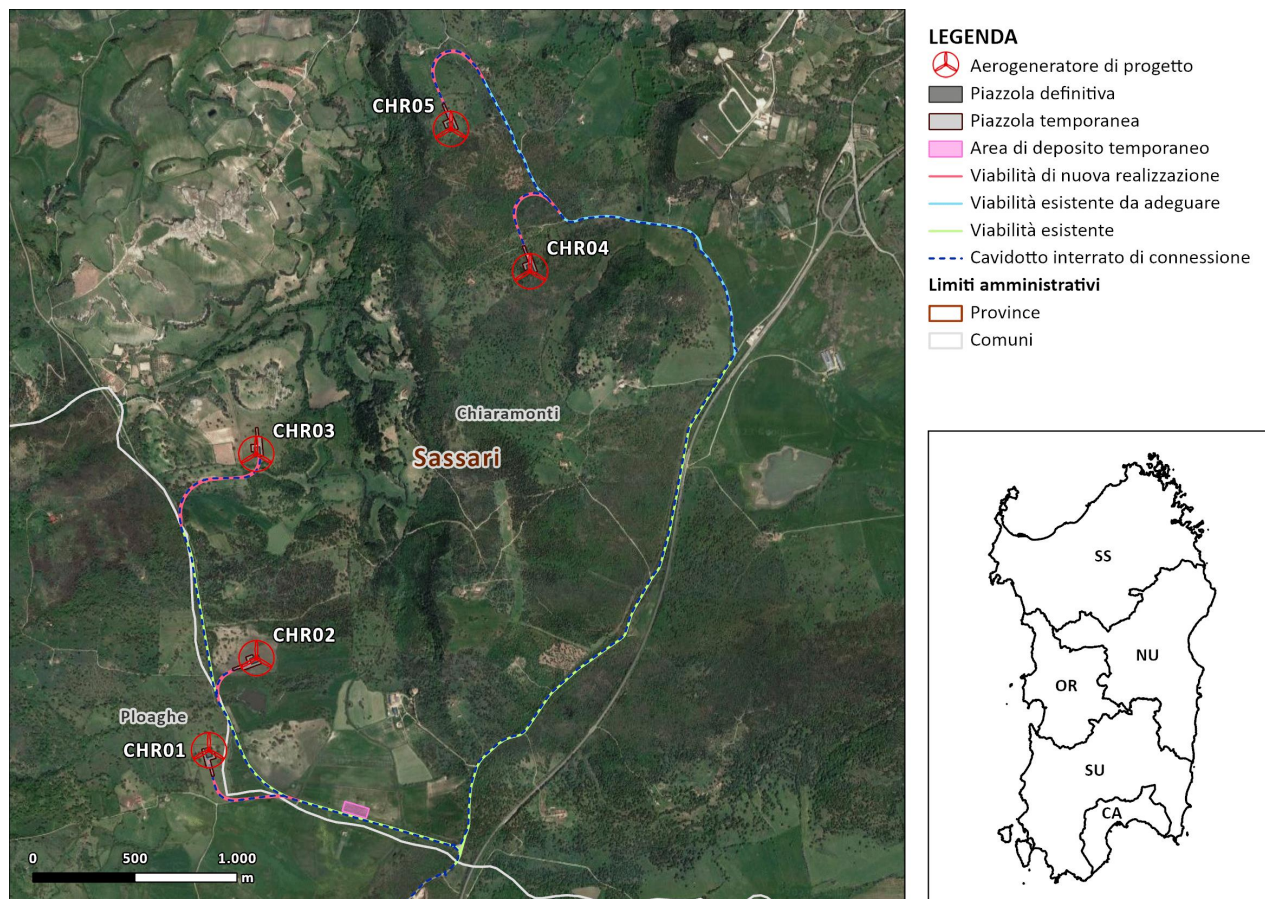 CHR05
CHR04
Chiaramonti
CHR03
Sassari
CHR02
Ploaghe
CHR01
0 500 1.000
m
LEGENDA
Aerogeneratore di progetto
Piazzola definitiva
Piazzola temporanea
Area di deposito temporaneo
Viabilità di nuova realizzazione
Viabilità esistente da adeguare
Viabilità esistente
Cavidotto interrato di connessione
Limiti amministrativi
Province
Comuni
SS
NU
OR
SU
CA